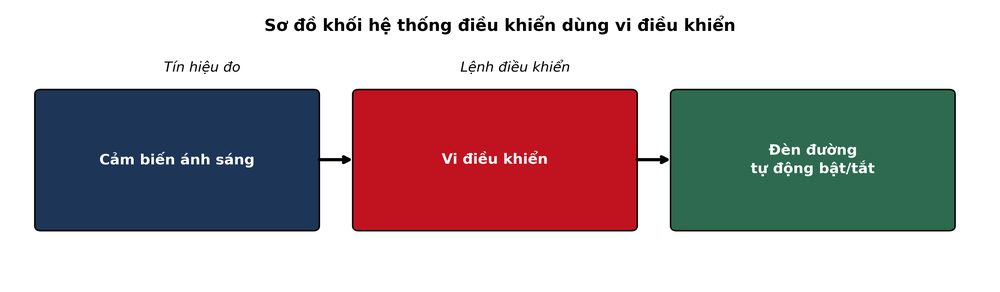 Sơ đồ khối hệ thống điều khiển dùng vi điều khiển
Tín hiệu đo
Lệnh điều khiển
Cảm biến ánh sáng
Vi điều khiển
Đèn đường
tự động bật/tắt